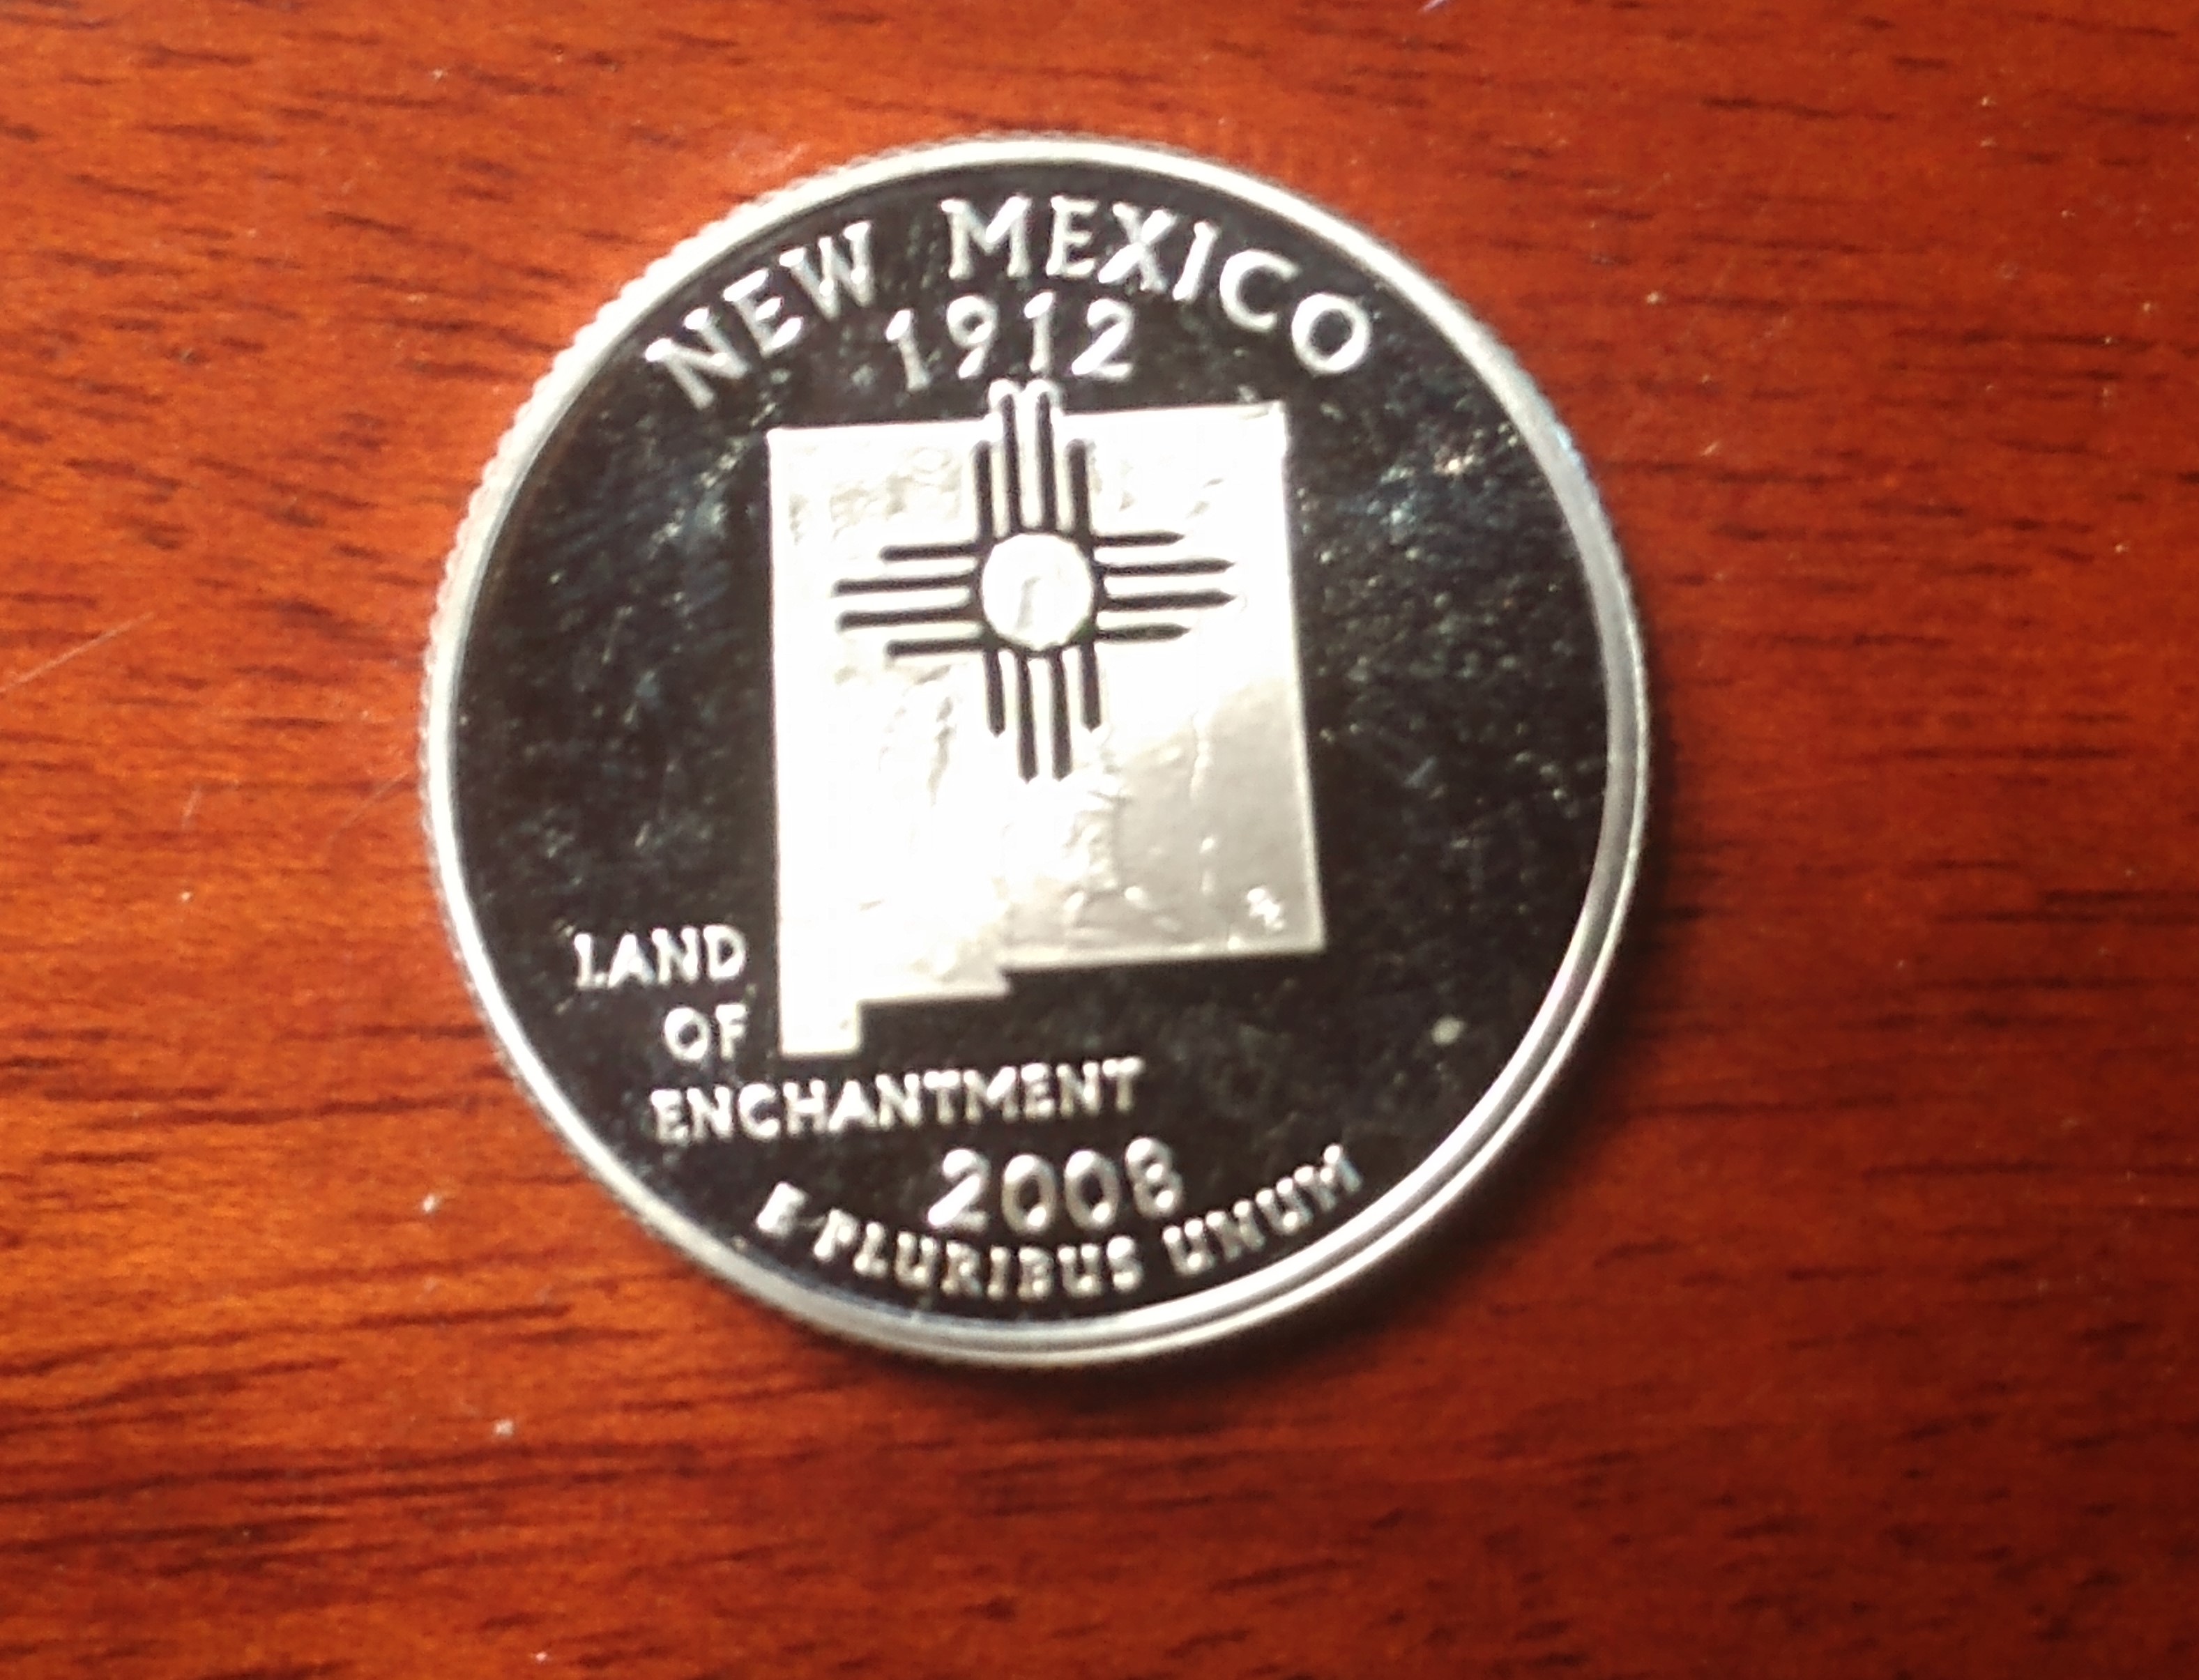 NEW MEXICO
1912
LAND
OF
ENCHANTMENT
2008
E PLURIBUS UNUM